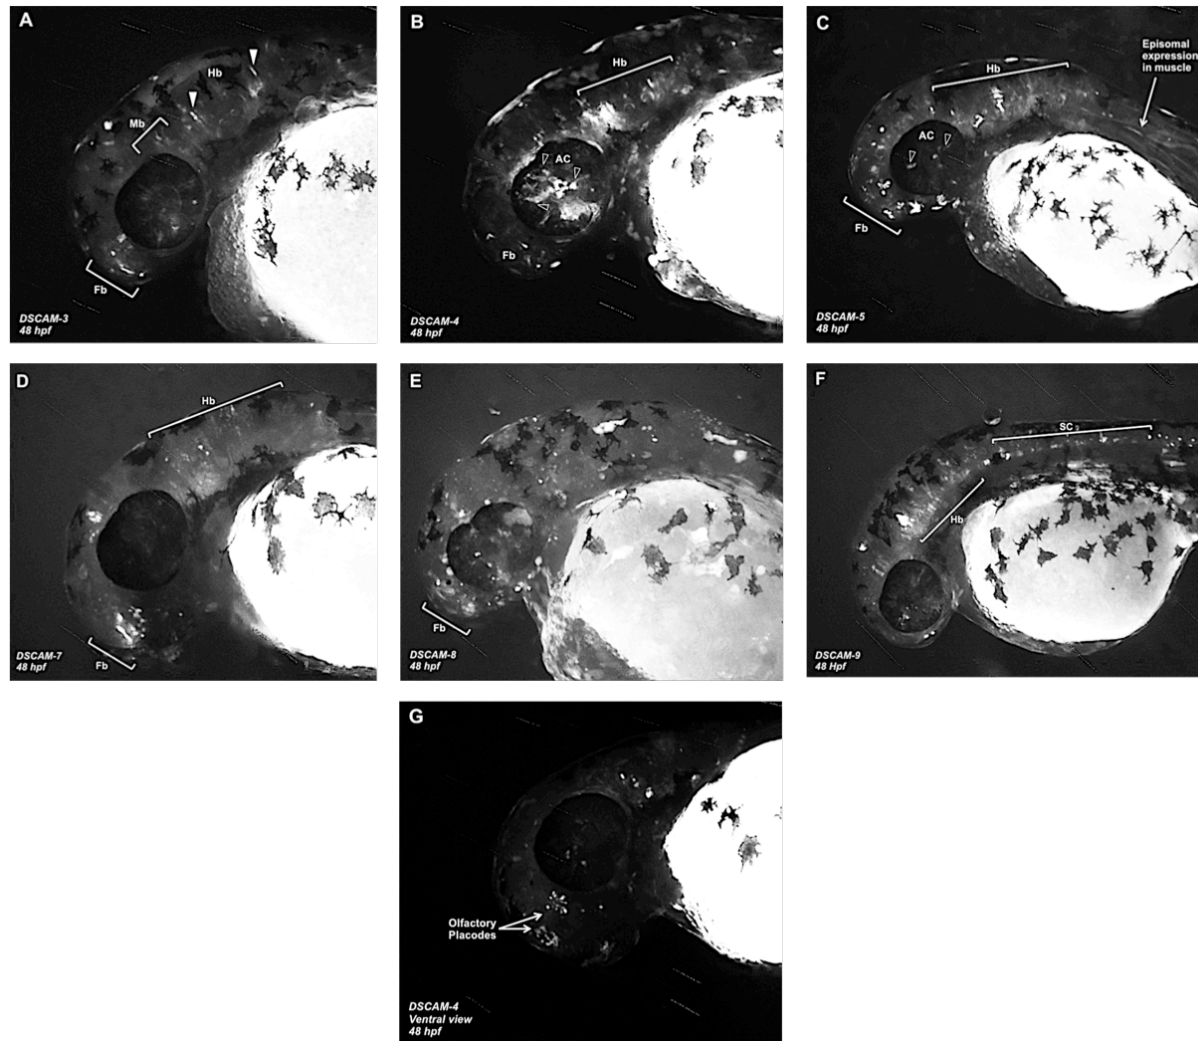 A
Hb
Mb
Fb
DSCAM-3
48 hpf
B
Hb
AC
Fb
DSCAM-4
48 hpf
C
Hb
Episomal
expression
in muscle
AC
Fb
DSCAM-5
48 hpf
D
Hb
Fb
DSCAM-7
48 hpf
E
Fb
DSCAM-8
48 hpf
F
SC
Hb
DSCAM-9
48 Hpf
G
Olfactory
Placodes
DSCAM-4
Ventral view
48 hpf